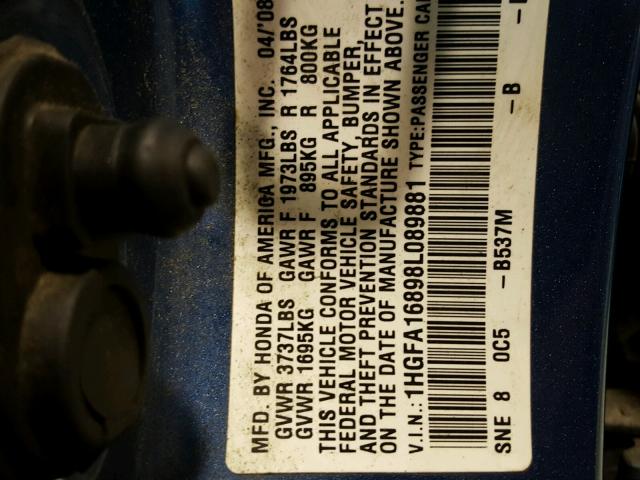 MFD. BY HONDA OF AMERICA MFG., INC. 04/'08
GVWR 3737LBS GAWR F 1973LBS R 1764LBS
GVWR 1695KG GAWR F 895KG R 800KG
THIS VEHICLE CONFORMS TO ALL APPLICABLE
FEDERAL MOTOR VEHICLE SAFETY, BUMPER,
AND THEFT PREVENTION STANDARDS IN EFFECT
ON THE DATE OF MANUFACTURE SHOWN ABOVE.
V.I.N.:1HGFA16898L089881 TYPE:PASSENGER CAR
SNE 8 0C5 -B537M -B -